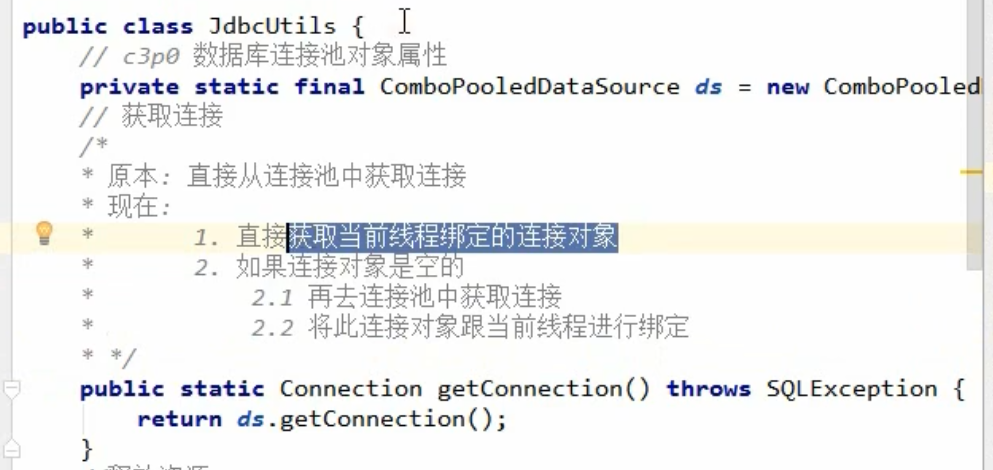 public class JdbcUtils {
// c3p0 数据库连接池对象属性
private static final ComboPooledDataSource ds = new ComboPooled
// 获取连接
/*
* 原本: 直接从连接池中获取连接
* 现在:
* 1. 直接获取当前线程绑定的连接对象
* 2. 如果连接对象是空的
* 2.1 再去连接池中获取连接
* 2.2 将此连接对象跟当前线程进行绑定
* */
public static Connection getConnection() throws SQLException {
return ds.getConnection();
}